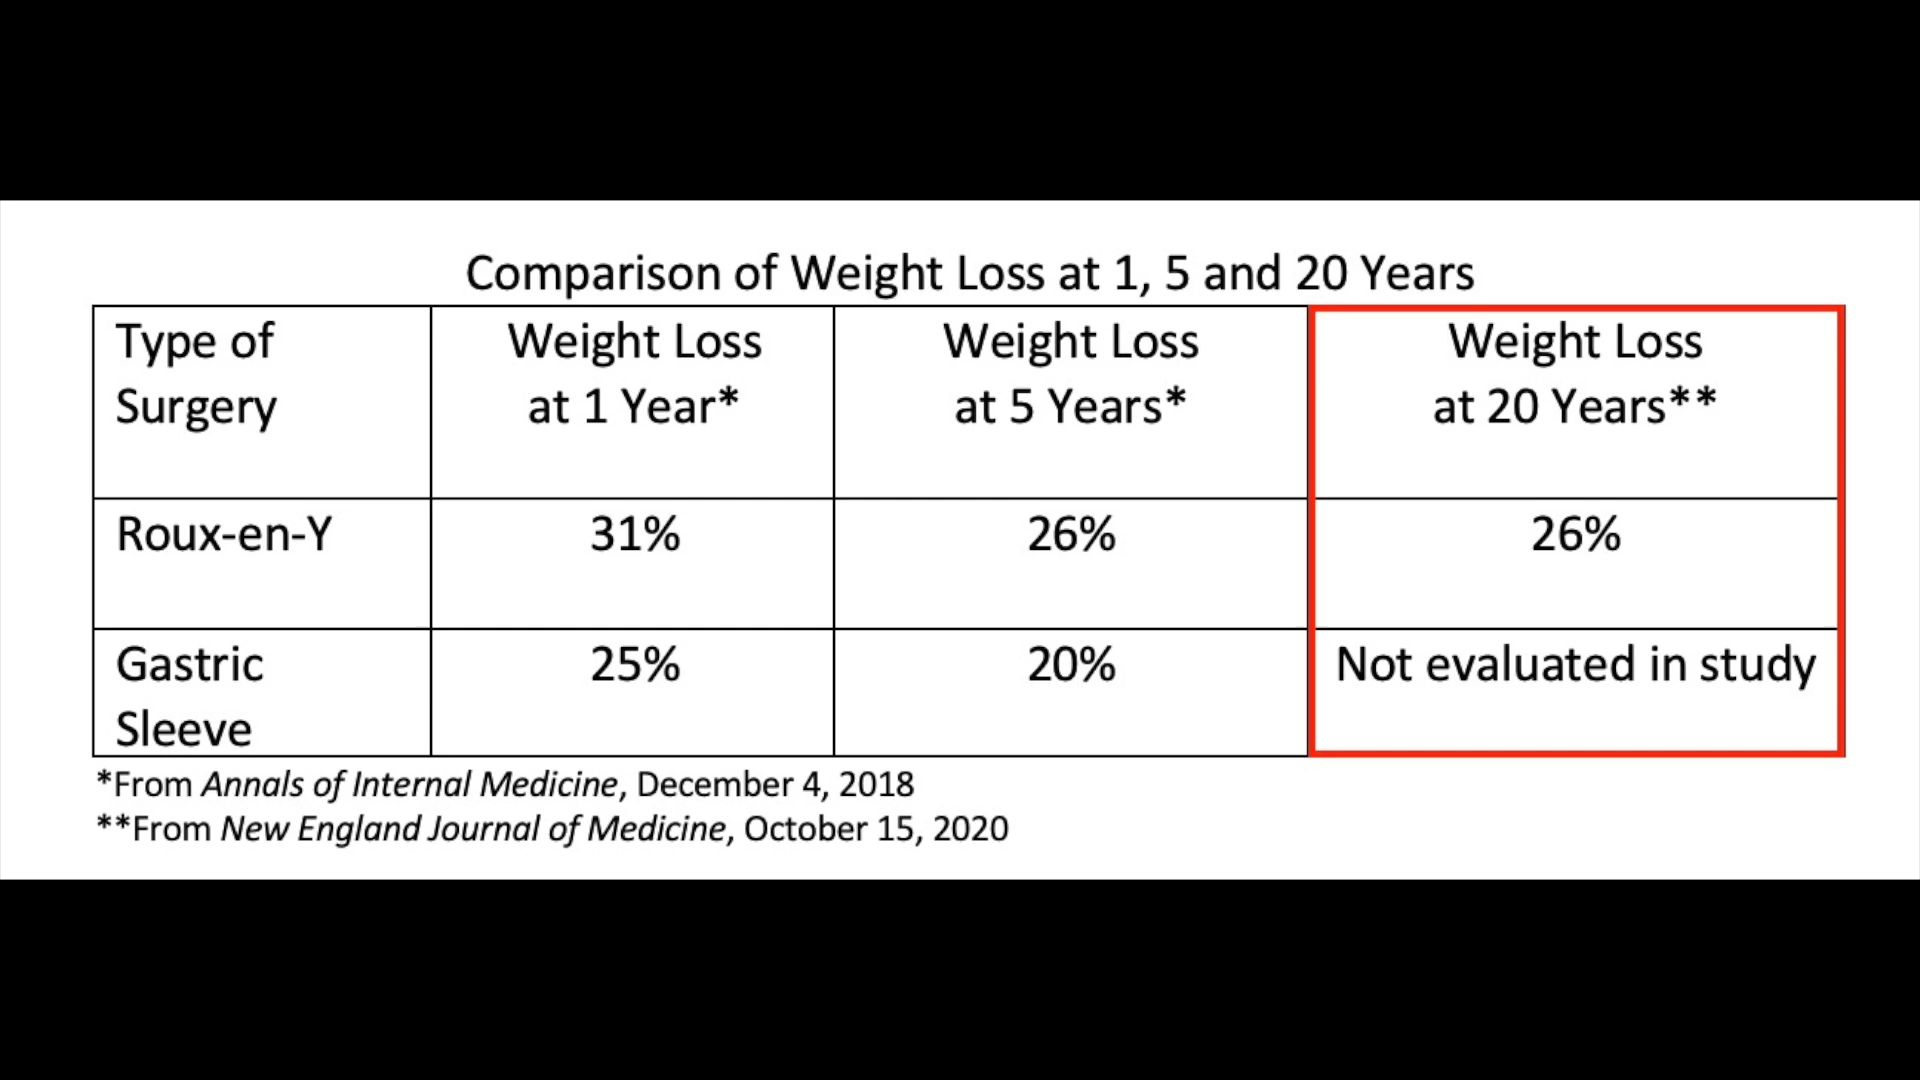 Comparison of Weight Loss at 1, 5 and 20 Years
Type of Surgery
Weight Loss at 1 Year*
Weight Loss at 5 Years*
Weight Loss at 20 Years**
Roux-en-Y
31%
26%
26%
Gastric Sleeve
25%
20%
Not evaluated in study
*From Annals of Internal Medicine, December 4, 2018
**From New England Journal of Medicine, October 15, 2020